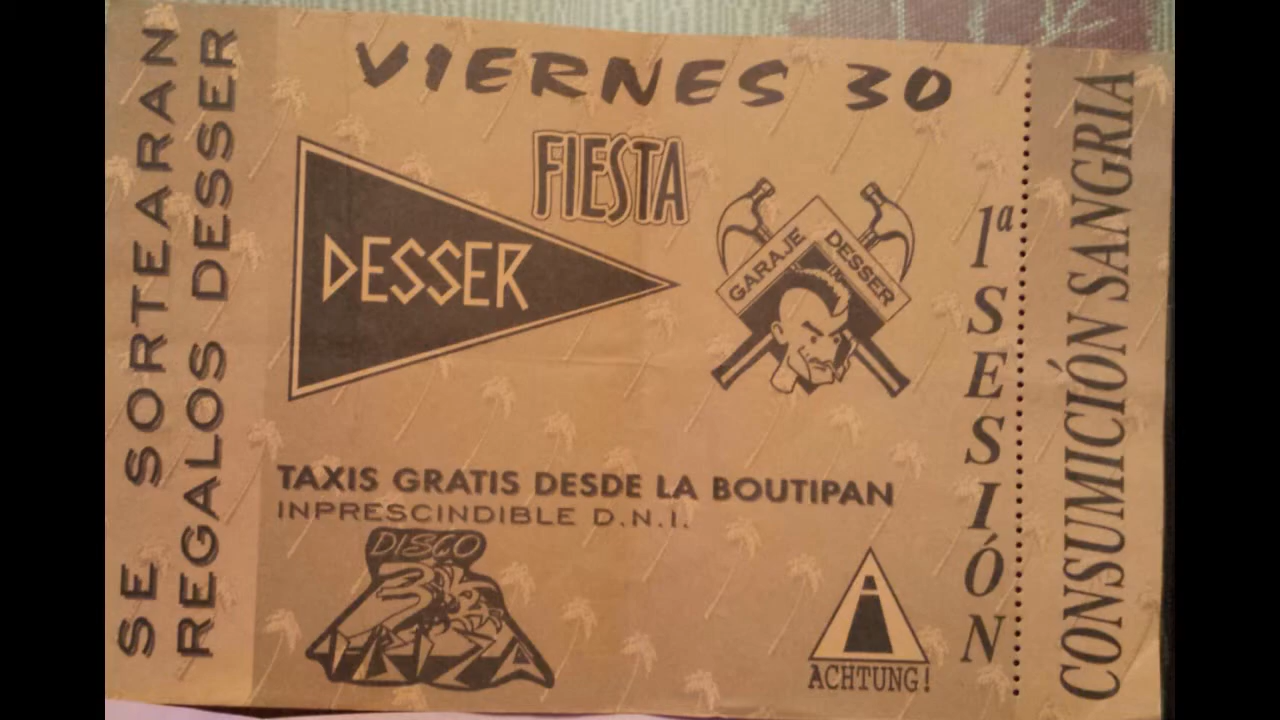 SE SORTEARAN
REGALOS DESSER
VIERNES 30
FIESTA
DESSER
GARAJE DESSER
TAXIS GRATIS DESDE LA BOUTIPAN
INPRESCINDIBLE D.N.I.
DISCO
ACHTUNG!
1ª SESIÓN
CONSUMICIÓN SANGRIA